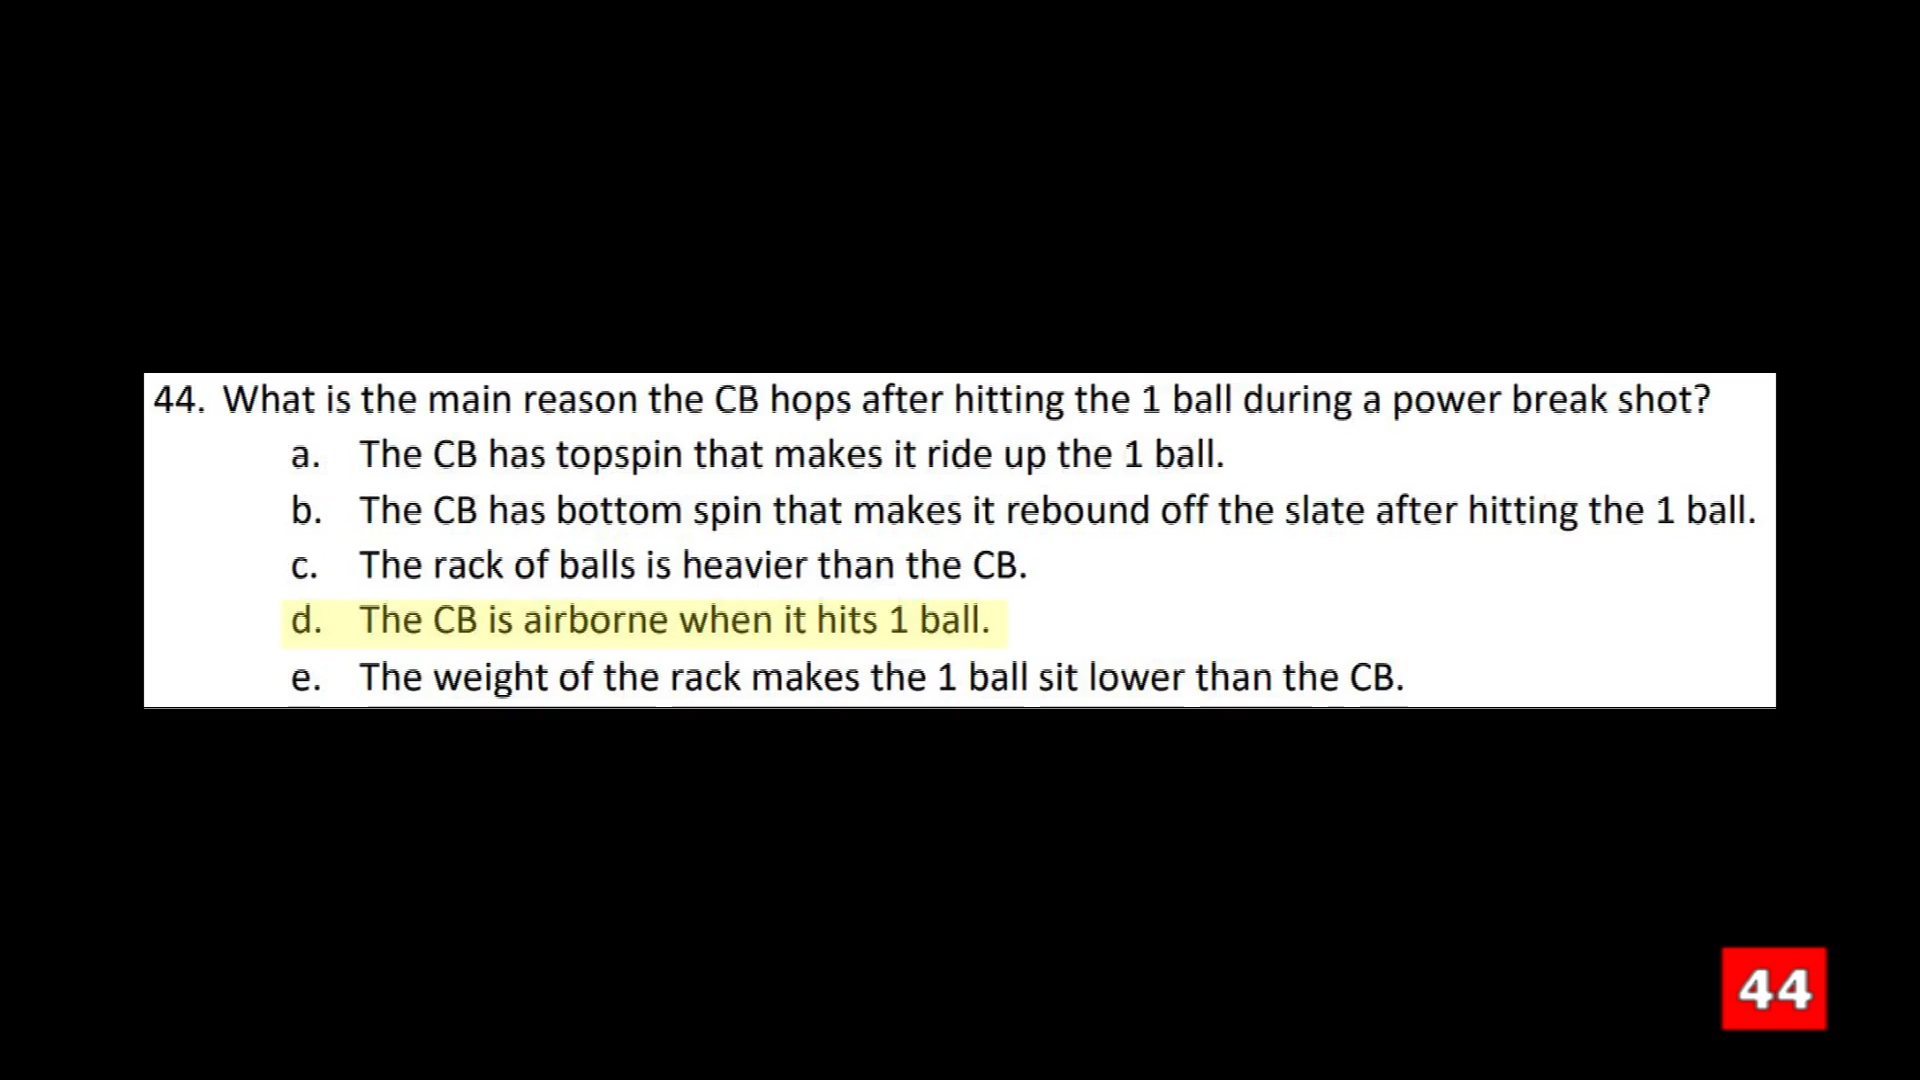 44. What is the main reason the CB hops after hitting the 1 ball during a power break shot?
a. The CB has topspin that makes it ride up the 1 ball.
b. The CB has bottom spin that makes it rebound off the slate after hitting the 1 ball.
c. The rack of balls is heavier than the CB.
d. The CB is airborne when it hits 1 ball.
e. The weight of the rack makes the 1 ball sit lower than the CB.
44